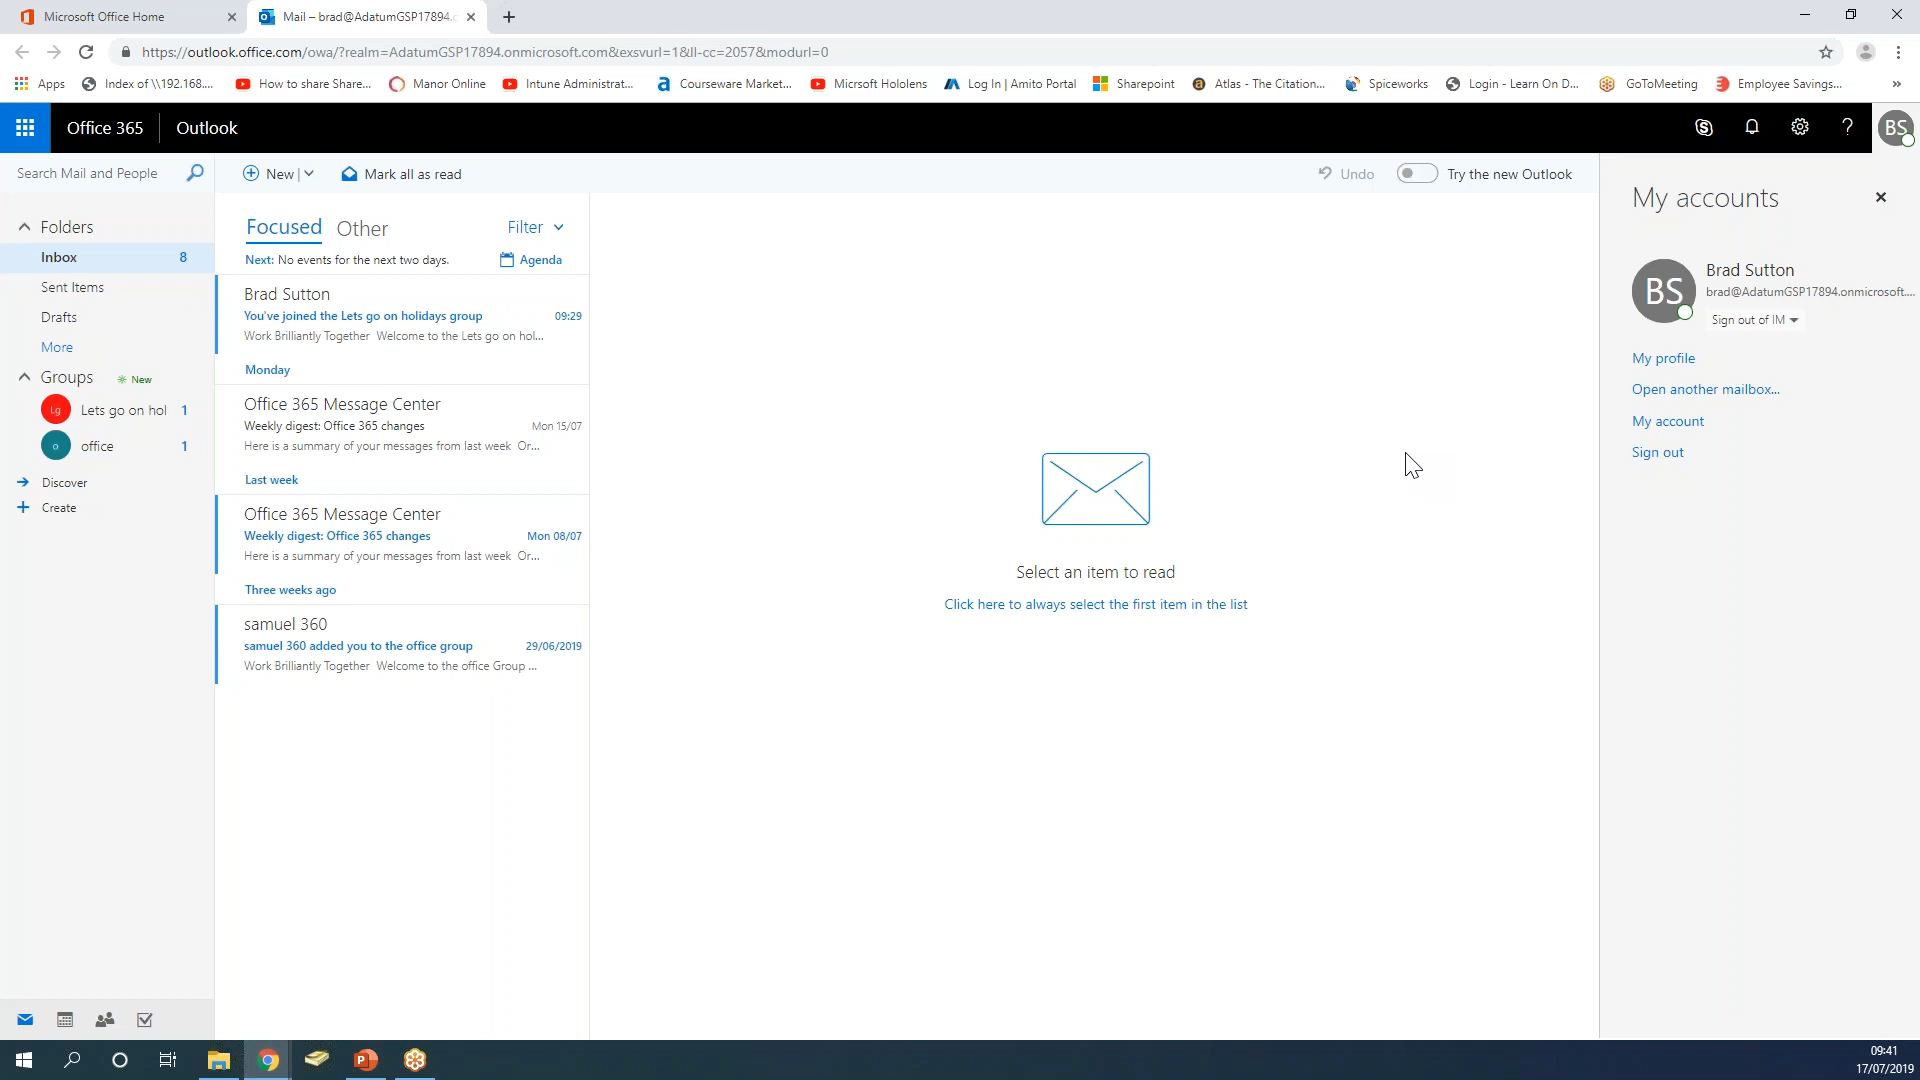 Microsoft Office Home
Mail – brad@AdatumGSP17894.c
https://outlook.office.com/owa/?realm=AdatumGSP17894.onmicrosoft.com&exsvurl=1&ll-cc=2057&modurl=0
Apps
Index of \\192.168....
How to share Share...
Manor Online
Intune Administrat...
Courseware Market...
Micrsoft Hololens
Log In | Amito Portal
Sharepoint
Atlas - The Citation...
Spiceworks
Login - Learn On D...
GoToMeeting
Employee Savings...
»
Office 365
Outlook
?
BS
Search Mail and People
New
Mark all as read
Undo
Try the new Outlook
Folders
Inbox 8
Sent Items
Drafts
More
Groups New
Lg Lets go on hol 1
o office 1
Discover
Create
Focused Other Filter
Next: No events for the next two days. Agenda
Brad Sutton
You've joined the Lets go on holidays group 09:29
Work Brilliantly Together Welcome to the Lets go on hol...
Monday
Office 365 Message Center
Weekly digest: Office 365 changes Mon 15/07
Here is a summary of your messages from last week Or...
Last week
Office 365 Message Center
Weekly digest: Office 365 changes Mon 08/07
Here is a summary of your messages from last week Or...
Three weeks ago
samuel 360
samuel 360 added you to the office group 29/06/2019
Work Brilliantly Together Welcome to the office Group ...
Select an item to read
Click here to always select the first item in the list
My accounts
BS
Brad Sutton
brad@AdatumGSP17894.onmicrosoft....
Sign out of IM
My profile
Open another mailbox...
My account
Sign out
09:41
17/07/2019